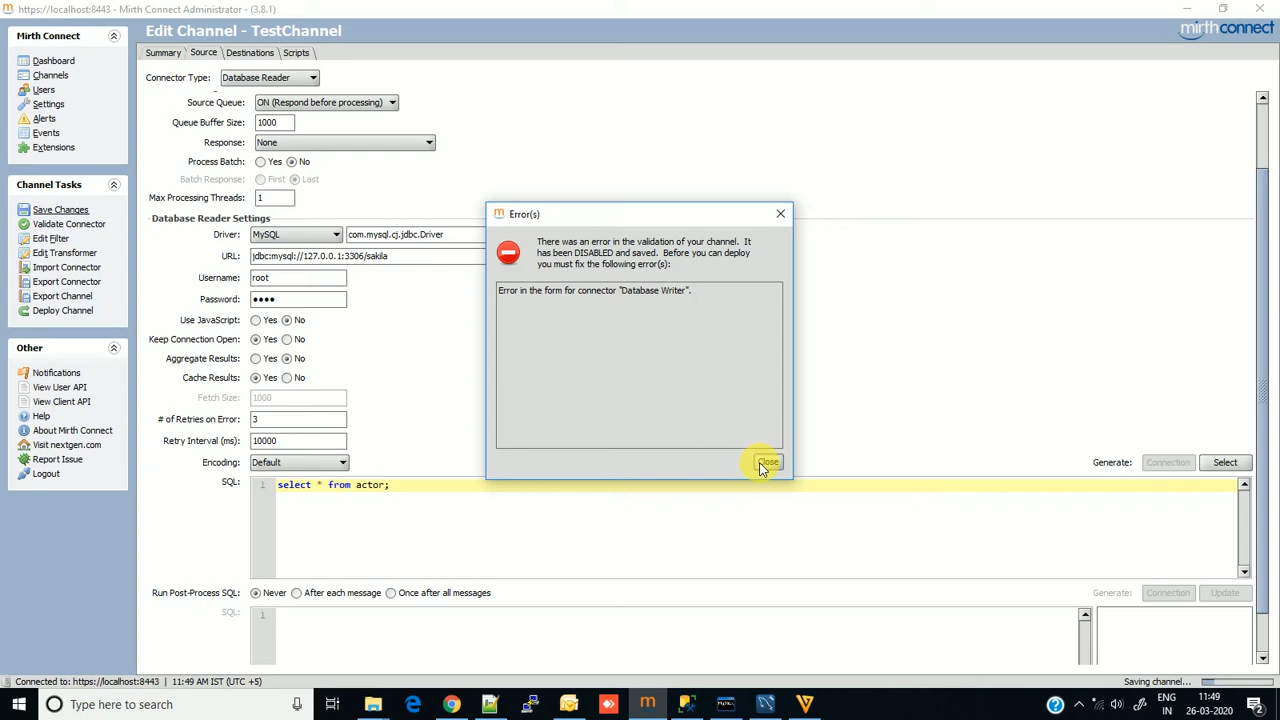 https://localhost:8443 - Mirth Connect Administrator - (3.8.1)
Mirth Connect
Edit Channel - TestChannel
mirthconnect
Summary Source Destinations Scripts
Dashboard
Channels
Users
Settings
Alerts
Events
Extensions
Channel Tasks
Save Changes
Validate Connector
Edit Filter
Edit Transformer
Import Connector
Export Connector
Export Channel
Deploy Channel
Other
Notifications
View User API
View Client API
Help
About Mirth Connect
Visit nextgen.com
Report Issue
Logout
Connector Type: Database Reader
Source Queue: ON (Respond before processing)
Queue Buffer Size: 1000
Response: None
Process Batch: Yes No
Batch Response: First Last
Max Processing Threads: 1
Database Reader Settings
Driver: MySQL com.mysql.cj.jdbc.Driver
URL: jdbc:mysql://127.0.0.1:3306/sakila
Username: root
Password: ••••
Use JavaScript: Yes No
Keep Connection Open: Yes No
Aggregate Results: Yes No
Cache Results: Yes No
Fetch Size: 1000
# of Retries on Error: 3
Retry Interval (ms): 10000
Encoding: Default
Generate: Connection Select
SQL: 1 select * from actor;
Run Post-Process SQL: Never After each message Once after all messages
Generate: Connection Update
SQL: 1
Error(s)
There was an error in the validation of your channel. It
has been DISABLED and saved. Before you can deploy
you must fix the following error(s):
Error in the form for connector "Database Writer".
Close
Connected to: https://localhost:8443 | 11:49 AM IST (UTC +5)
Saving channel...
Type here to search
ENG
IN
11:49
26-03-2020